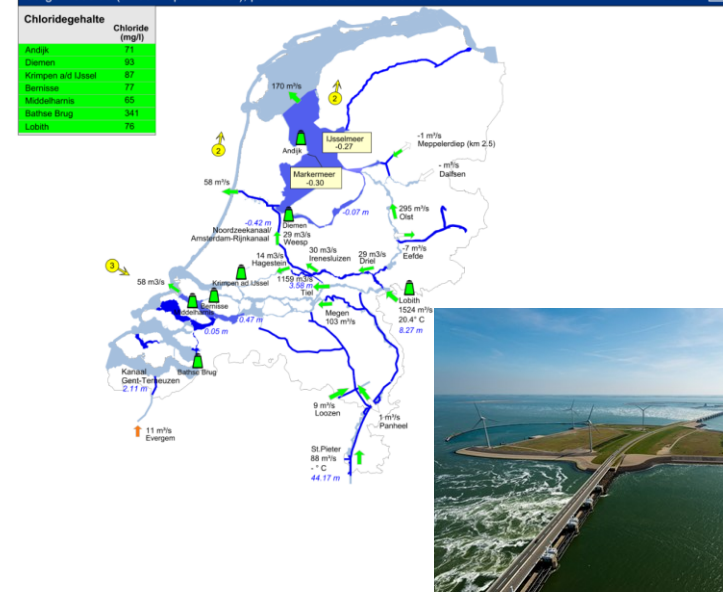 Chloridegehalte
Chloride
(mg/l)
Andijk 71
Diemen 93
Krimpen a/d IJssel 87
Bernisse 77
Middelharnis 65
Bathse Brug 341
Lobith 76
170 m³/s
2
Andijk
IJsselmeer
-0.27
-1 m³/s
Meppelerdiep (km 2.5)
- m³/s
Dalfsen
2
Markermeer
-0.30
58 m³/s
-0.07 m
295 m³/s
Olst
-0.42 m
Diemen
Noordzeekanaal/
Amsterdam-Rijnkanaal
29 m3/s
Weesp
-7 m³/s
Eefde
3
14 m3/s
Hagestein
30 m3/s
Irenesluizen
29 m3/s
Driel
58 m3/s
Krimpen ad IJssel
1159 m3/s
3.58 m
Tiel
Lobith
1524 m³/s
20.4° C
8.27 m
Bernisse
Middelharnis
Megen
103 m³/s
0.47 m
0.05 m
Kanaal
Gent-Terneuzen
2.11 m
Bathse Brug
11 m³/s
Evergem
9 m³/s
Loozen
1 m³/s
Panheel
St.Pieter
88 m³/s
- ° C
44.17 m